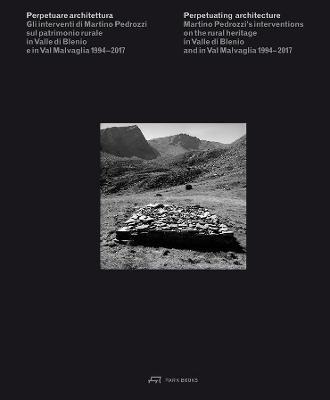 Perpetuare architettura
Gli interventi di Martino Pedrozzi
sul patrimonio rurale
in Valle di Blenio
e in Val Malvaglia 1994–2017
Perpetuating architecture
Martino Pedrozzi's interventions
on the rural heritage
in Valle di Blenio
and in Val Malvaglia 1994–2017
PARK BOOKS